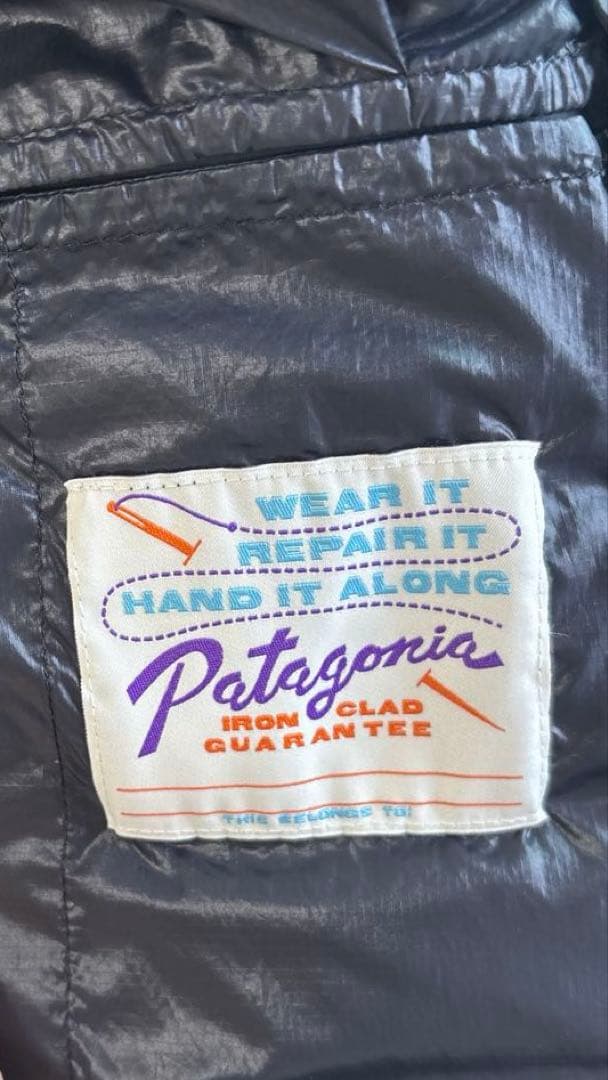 WEAR IT
REPAIR IT
HAND IT ALONG
Patagonia
IRON CLAD
GUARANTEE
THIS BELONGS TO: